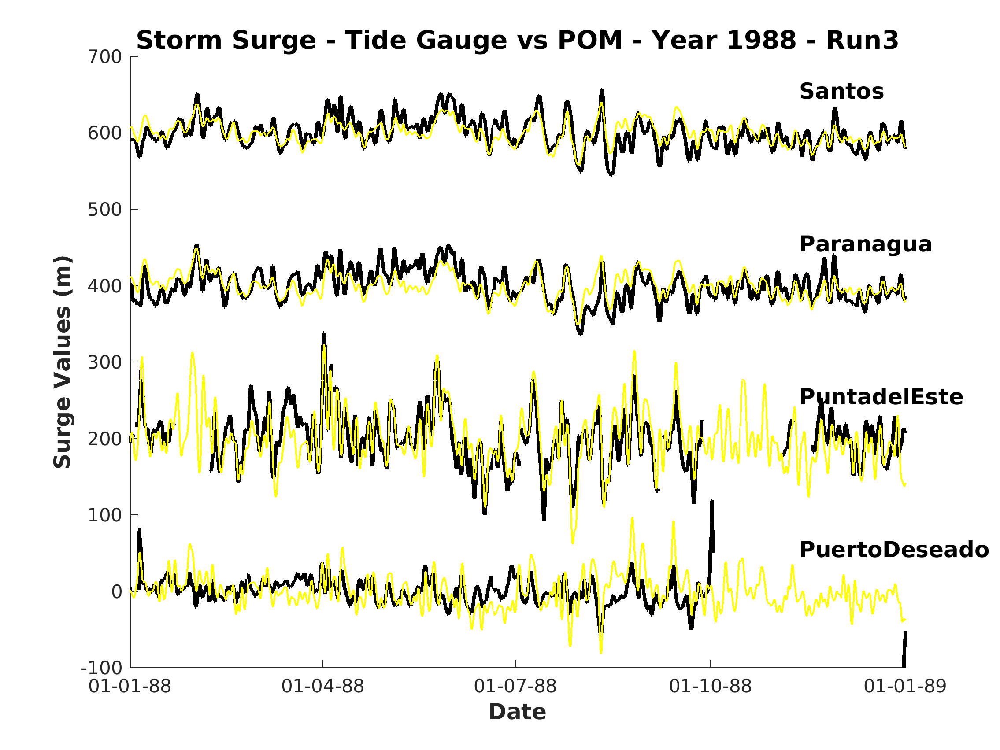 Storm Surge - Tide Gauge vs POM - Year 1988 - Run3
700
Santos
600
500
Paranagua
400
Surge Values (m)
300
PuntadelEste
200
100
PuertoDeseado
0
-100
01-01-88 01-04-88 01-07-88 01-10-88 01-01-89
Date